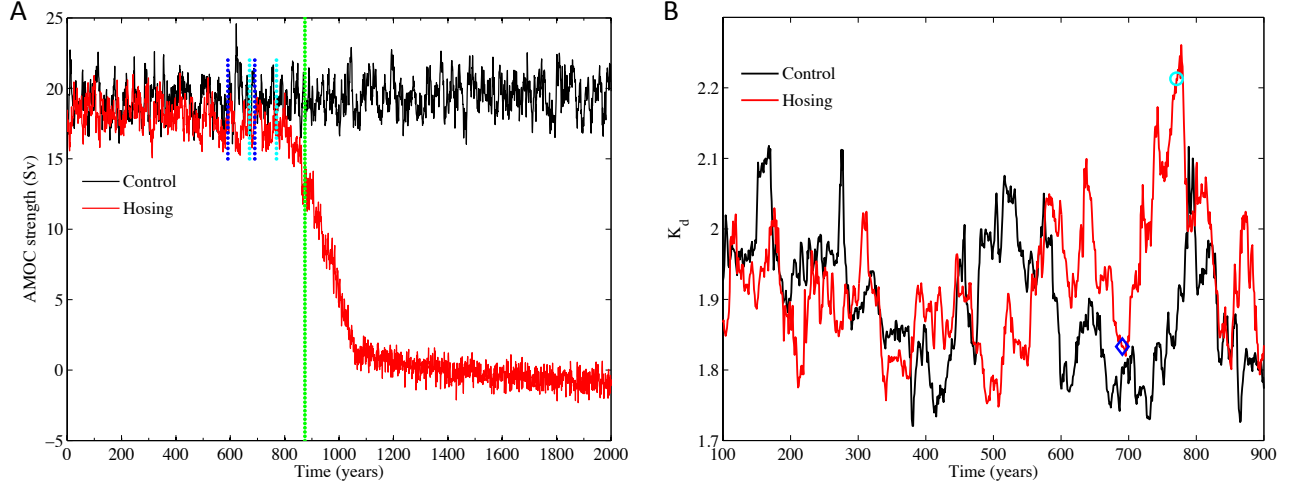 A
AMOC strength (Sv)
25
20
15
10
5
0
−5
Control
Hosing
0 200 400 600 800 1000 1200 1400 1600 1800 2000
Time (years)
B
K_d
2.2
2.1
2
1.9
1.8
1.7
Control
Hosing
100 200 300 400 500 600 700 800 900
Time (years)